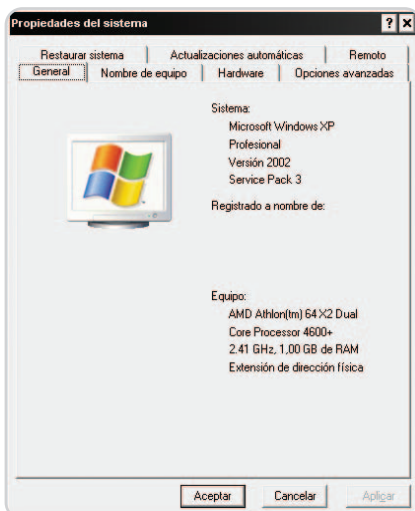 Propiedades del sistema
Restaurar sistema Actualizaciones automáticas Remoto
General Nombre de equipo Hardware Opciones avanzadas
Sistema:
Microsoft Windows XP
Profesional
Versión 2002
Service Pack 3
Registrado a nombre de:
Equipo:
AMD Athlon(tm) 64 X2 Dual
Core Processor 4600+
2.41 GHz, 1,00 GB de RAM
Extensión de dirección física
Aceptar Cancelar Aplicar